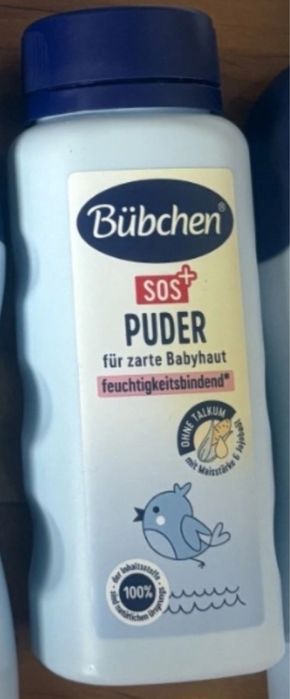 Bübchen®
SOS+
PUDER
für zarte Babyhaut
feuchtigkeitsbindend*
OHNE TALKUM
mit Maisstärke & Jojobaöl
der Inhaltsstoffe
100%
sind natürlichen Ursprungs